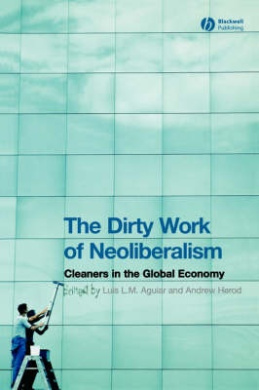 Blackwell
Publishing
The Dirty Work
of Neoliberalism
Cleaners in the Global Economy
Edited by Luis L.M. Aguiar and Andrew Herod